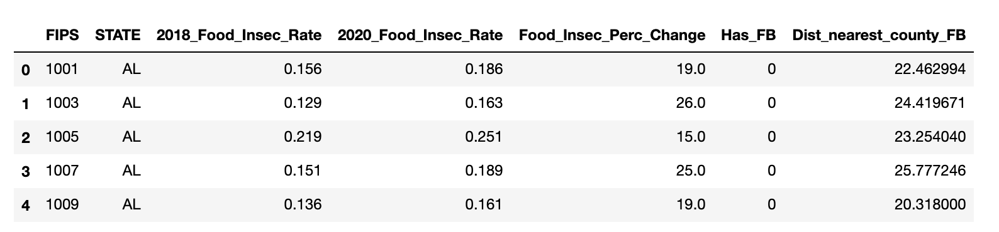 FIPS STATE 2018_Food_Insec_Rate 2020_Food_Insec_Rate Food_Insec_Perc_Change Has_FB Dist_nearest_county_FB
0 1001 AL 0.156 0.186 19.0 0 22.462994
1 1003 AL 0.129 0.163 26.0 0 24.419671
2 1005 AL 0.219 0.251 15.0 0 23.254040
3 1007 AL 0.151 0.189 25.0 0 25.777246
4 1009 AL 0.136 0.161 19.0 0 20.318000